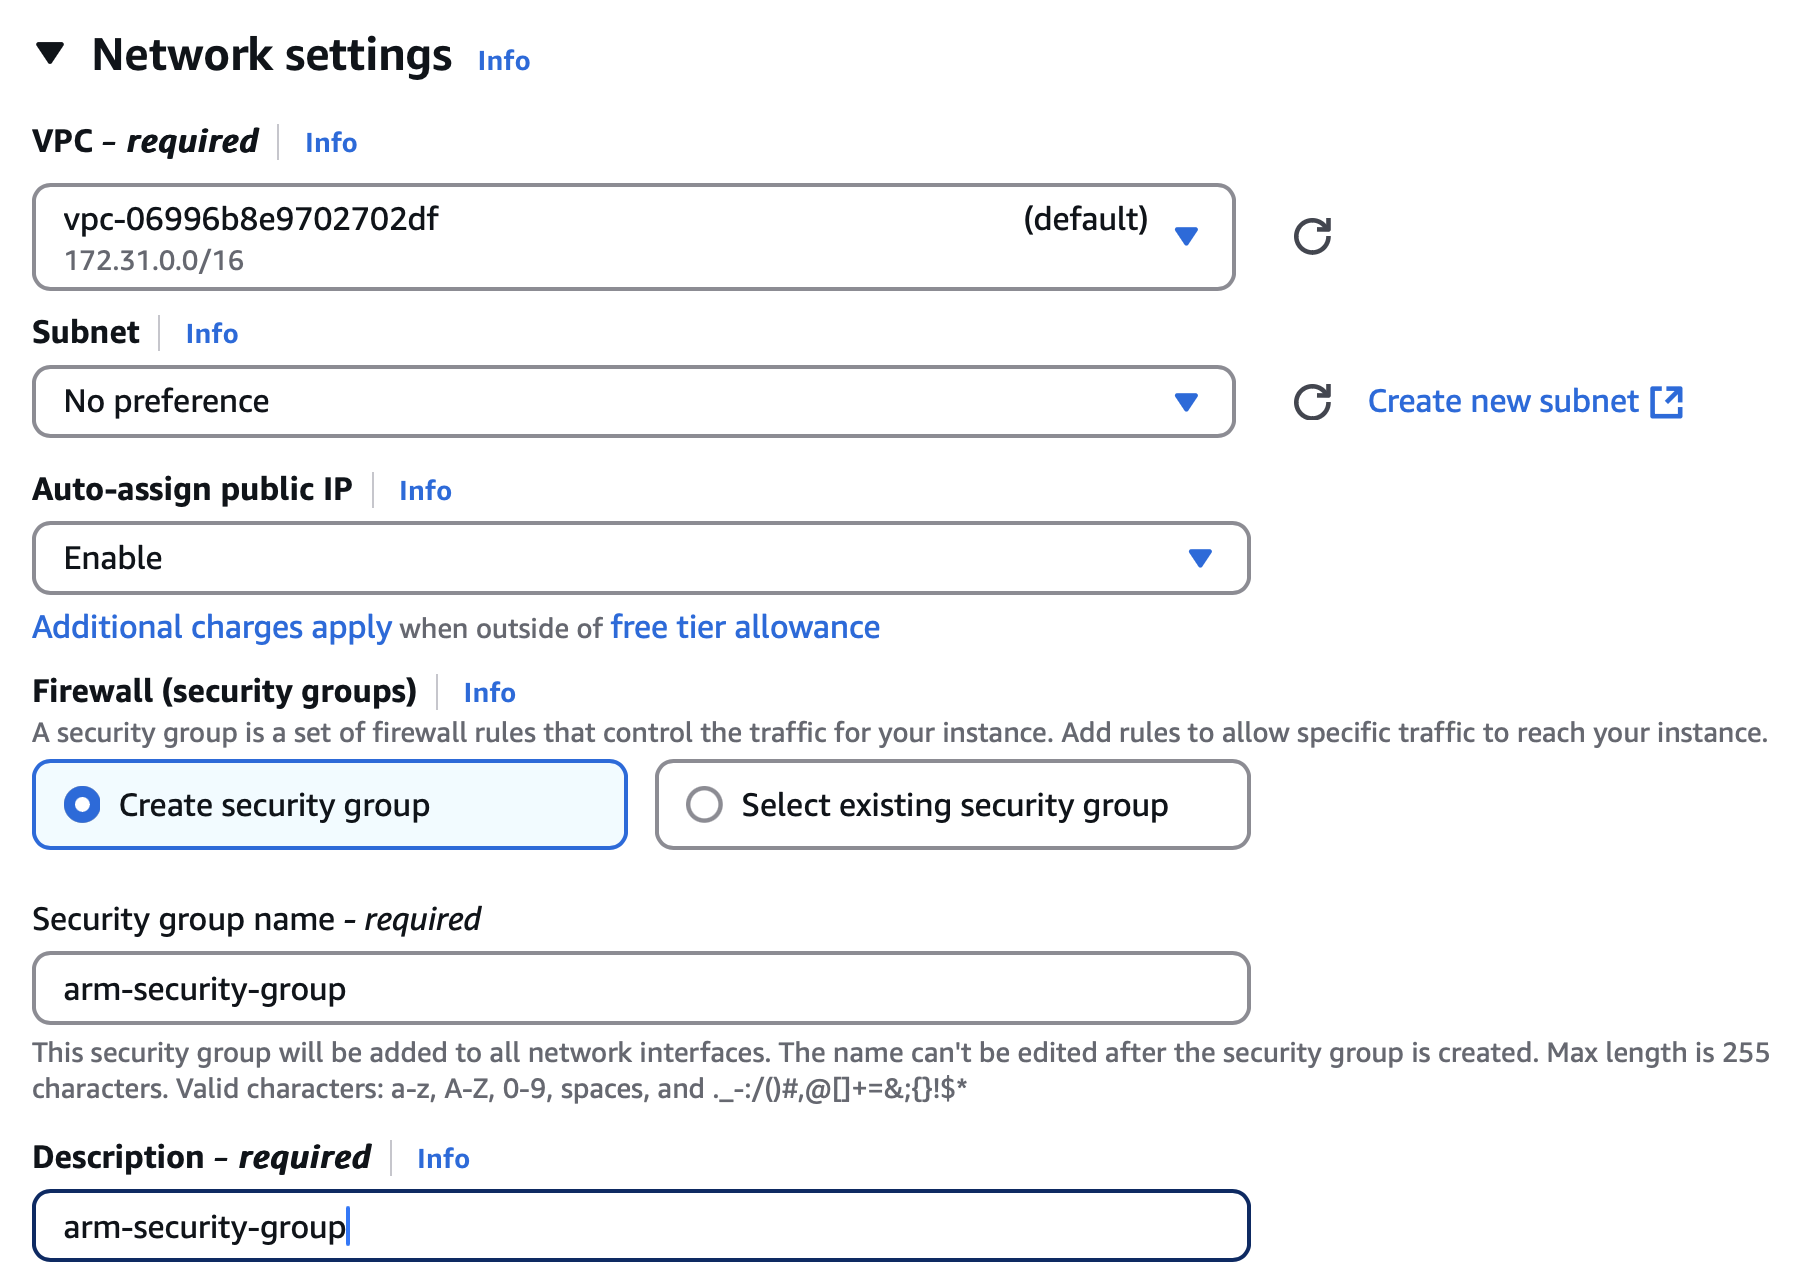 Network settings Info
VPC – required Info
vpc-06996b8e9702702df (default)
172.31.0.0/16
Subnet Info
No preference
Create new subnet
Auto-assign public IP Info
Enable
Additional charges apply when outside of free tier allowance
Firewall (security groups) Info
A security group is a set of firewall rules that control the traffic for your instance. Add rules to allow specific traffic to reach your instance.
Create security group
Select existing security group
Security group name - required
arm-security-group
This security group will be added to all network interfaces. The name can't be edited after the security group is created. Max length is 255
characters. Valid characters: a-z, A-Z, 0-9, spaces, and ._-:/()#,@[]+=&;{}!$*
Description – required Info
arm-security-group